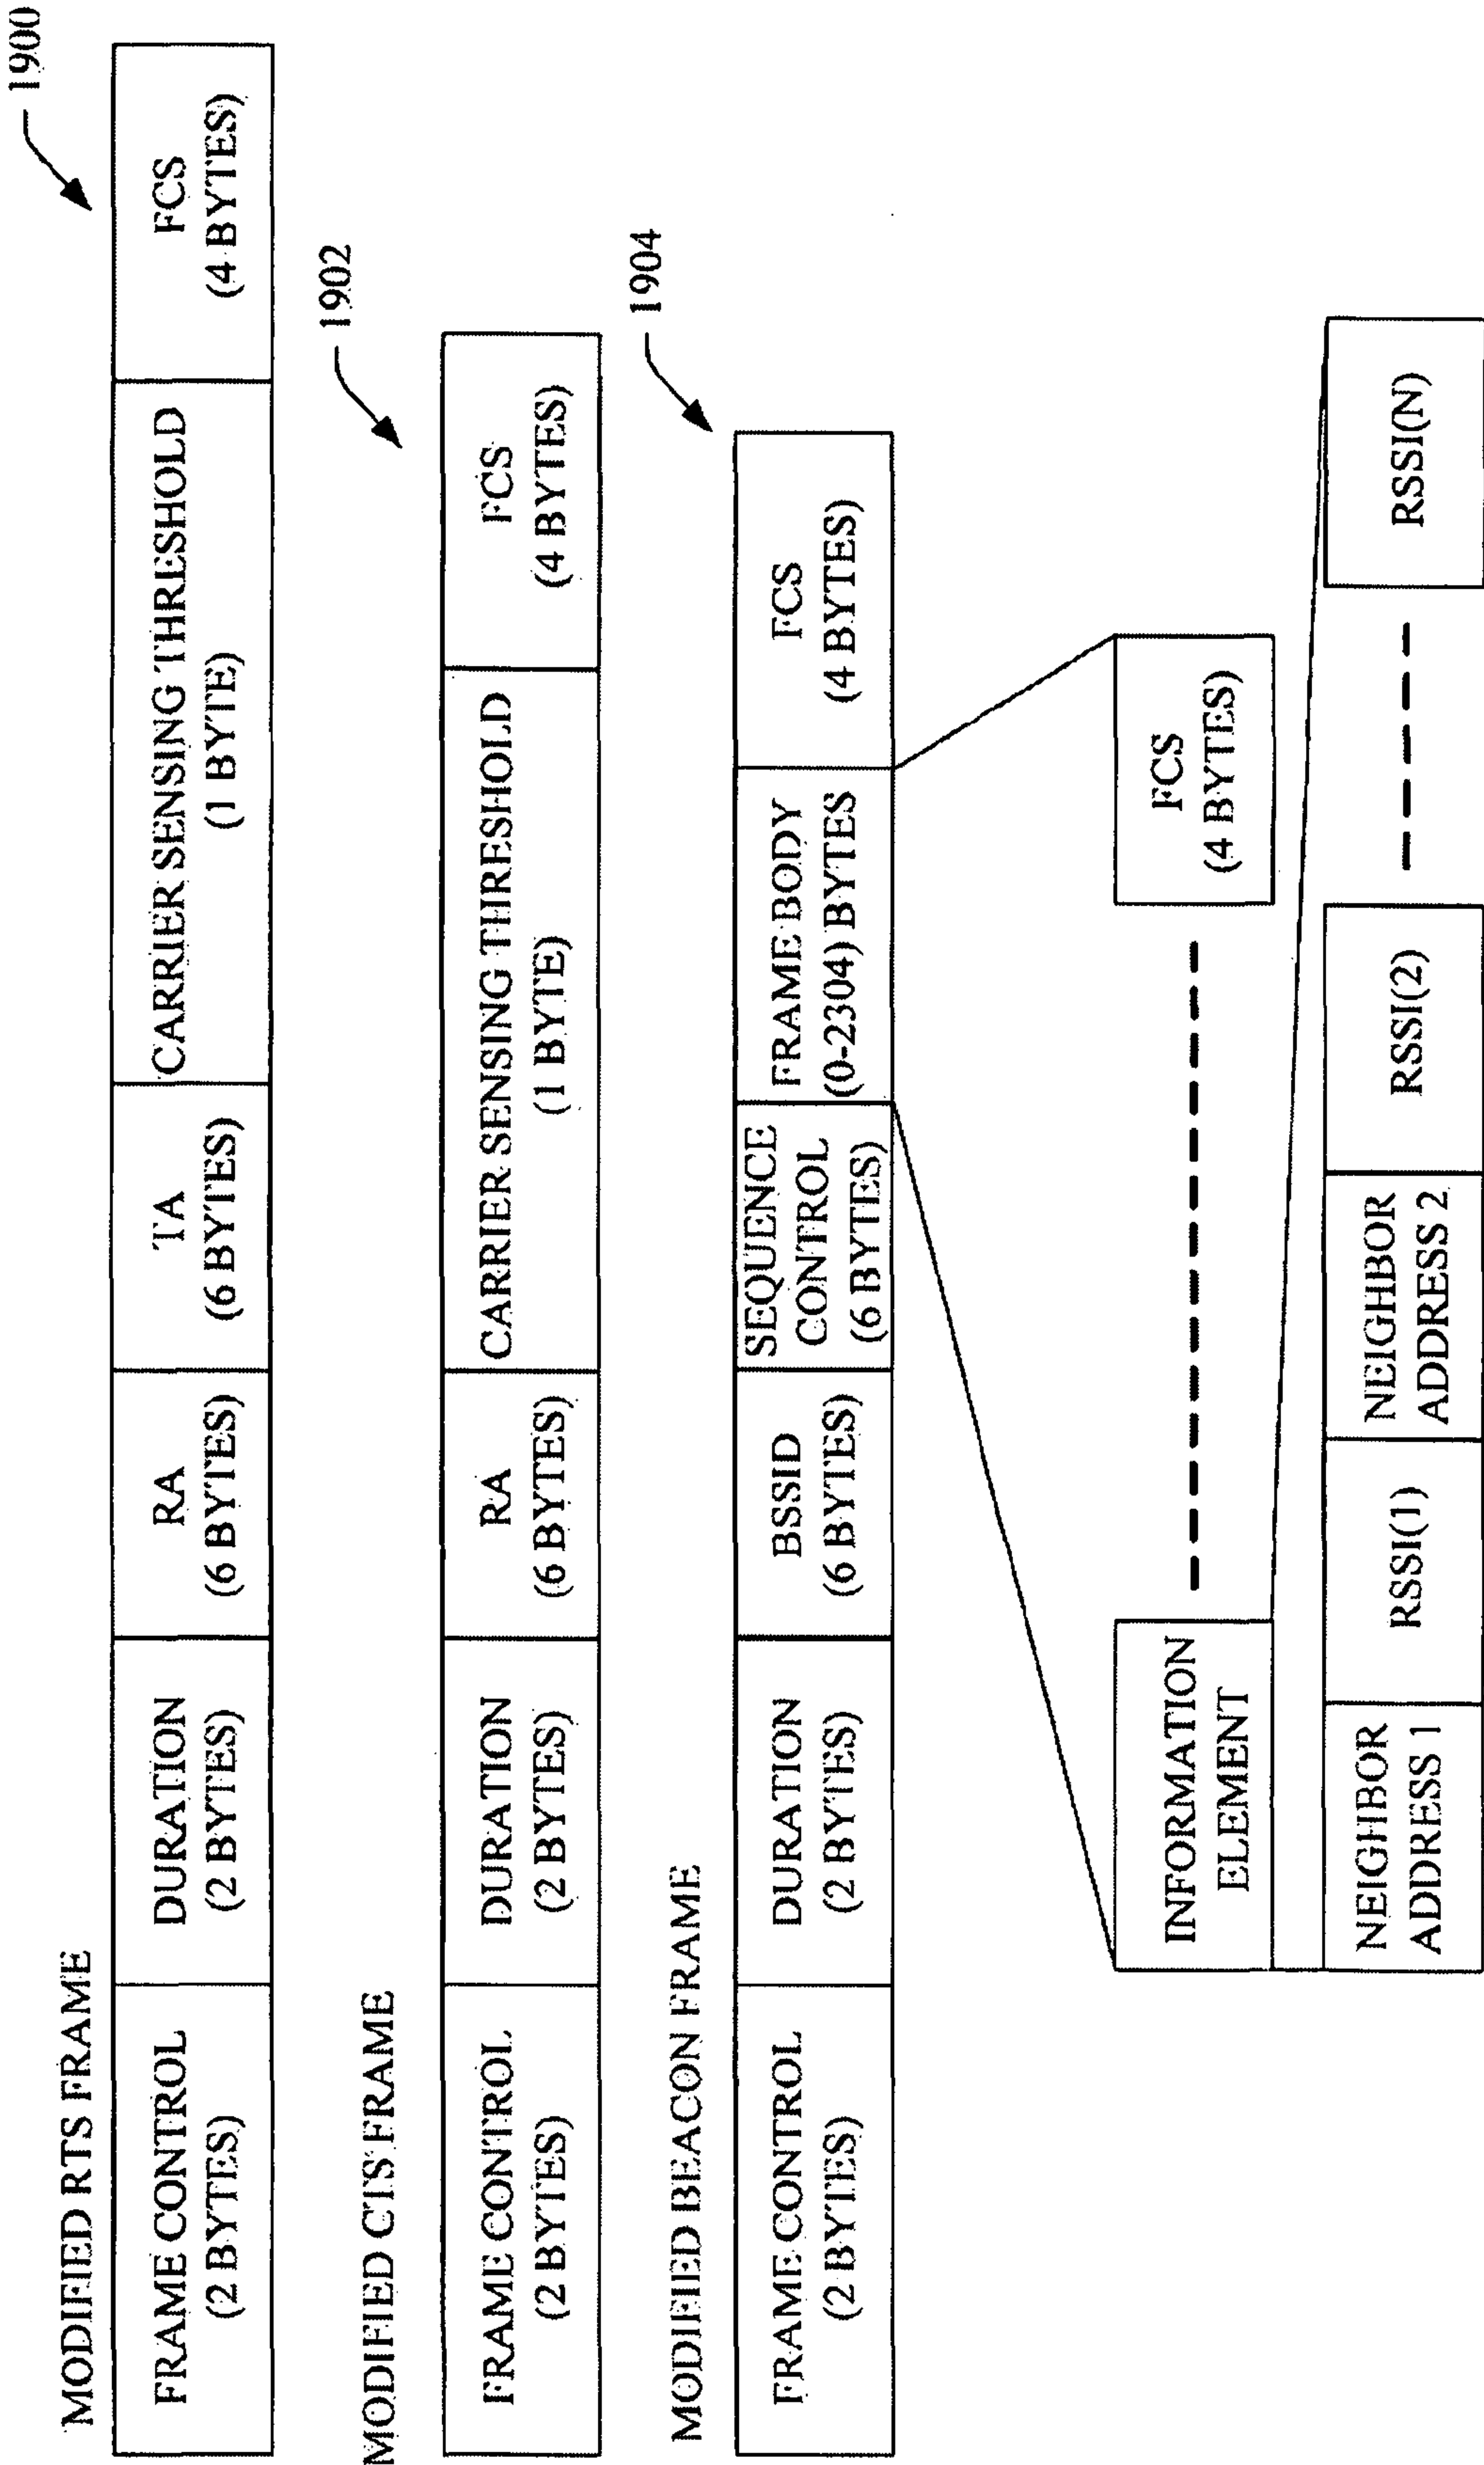 MODIFIED RTS FRAME
1900
FRAME CONTROL
(2 BYTES)
DURATION
(2 BYTES)
RA
(6 BYTES)
TA
(6 BYTES)
CARRIER SENSING THRESHOLD
(1 BYTE)
FCS
(4 BYTES)
MODIFIED CTS FRAME
1902
FRAME CONTROL
(2 BYTES)
DURATION
(2 BYTES)
RA
(6 BYTES)
CARRIER SENSING THRESHOLD
(1 BYTE)
FCS
(4 BYTES)
MODIFIED BEACON FRAME
1904
FRAME CONTROL
(2 BYTES)
DURATION
(2 BYTES)
BSSID
(6 BYTES)
SEQUENCE
CONTROL
(6 BYTES)
FRAME BODY
(0-2304) BYTES
FCS
(4 BYTES)
INFORMATION
ELEMENT
FCS
(4 BYTES)
NEIGHBOR
ADDRESS 1
RSSI(1)
NEIGHBOR
ADDRESS 2
RSSI(2)
RSSI(N)